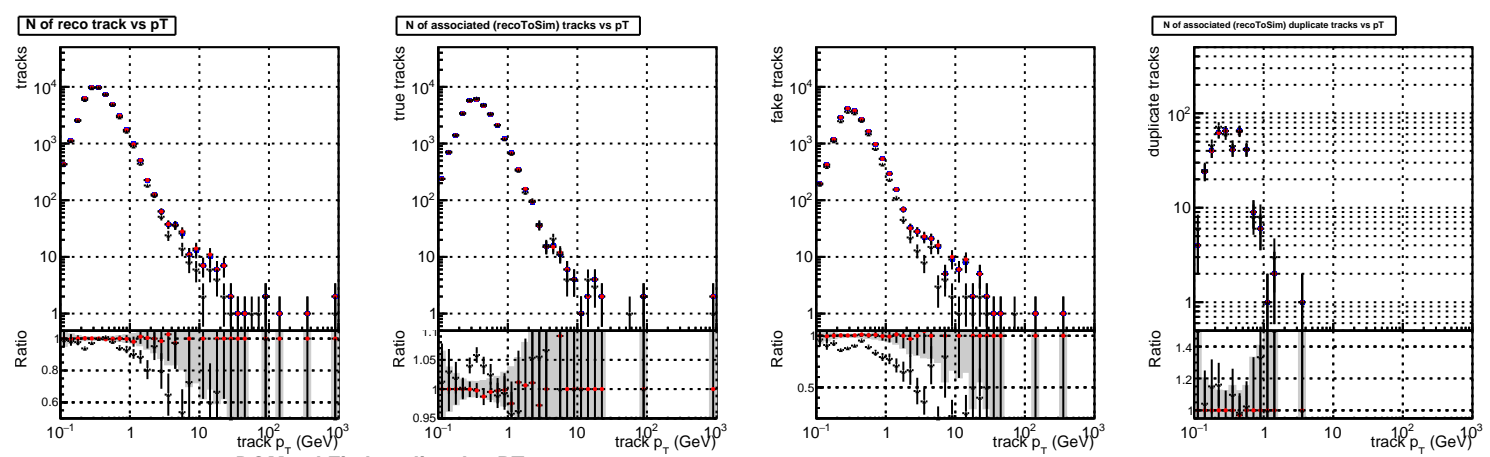 N of reco track vs pT
tracks
10^4
10^3
10^2
10
1
Ratio
0.8
0.6
10^-1 1 10 10^2 10^3
track p_T (GeV)
N of associated (recoToSim) tracks vs pT
true tracks
10^4
10^3
10^2
10
1
Ratio
1.1
1.05
1
0.95
10^-1 1 10 10^2 10^3
track p_T (GeV)
fake tracks
10^4
10^3
10^2
10
1
Ratio
1
0.5
10^-1 1 10 10^2 10^3
track p_T (GeV)
N of associated (recoToSim) duplicate tracks vs pT
duplicate tracks
10^2
10
1
Ratio
1.4
1.2
1
10^-1 1 10 10^2 10^3
track p_T (GeV)